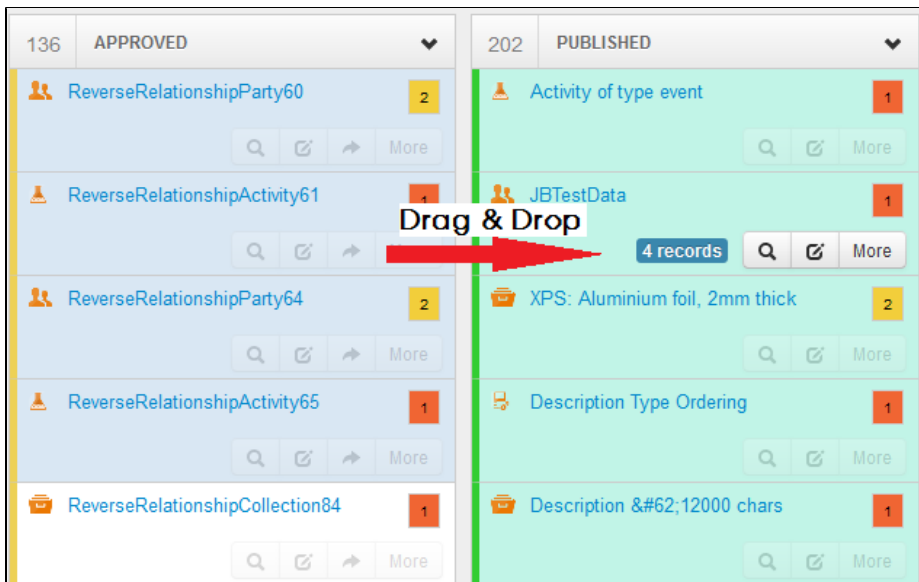 136 APPROVED
ReverseRelationshipParty60 2
More
ReverseRelationshipActivity61 1
ReverseRelationshipParty64 2
More
ReverseRelationshipActivity65 1
More
ReverseRelationshipCollection84 1
More
Drag & Drop
202 PUBLISHED
Activity of type event 1
More
JBTestData 1
4 records More
XPS: Aluminium foil, 2mm thick 2
More
Description Type Ordering 1
More
Description &#62;12000 chars 1
More